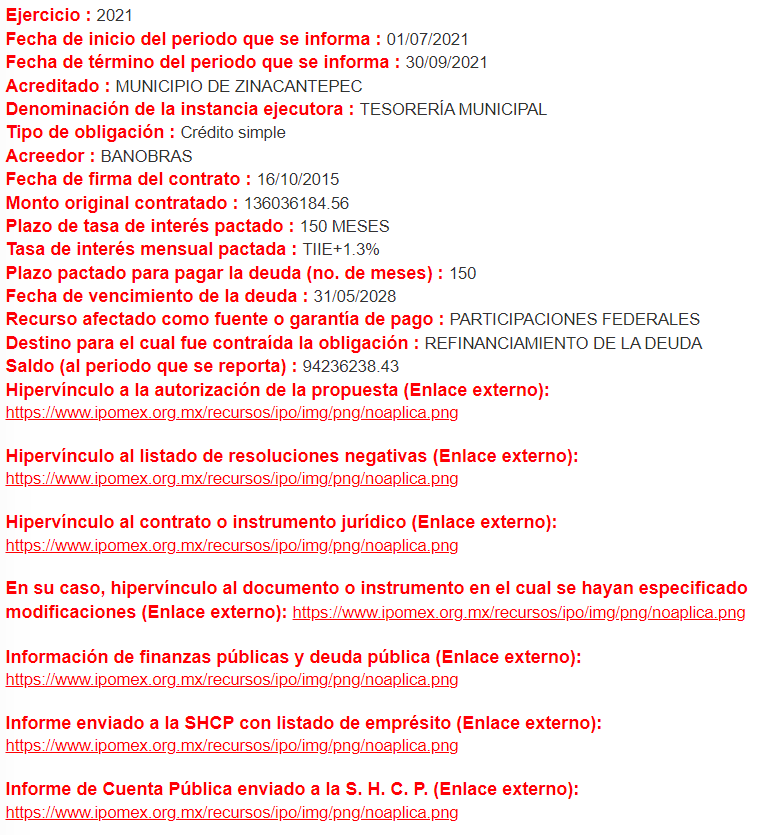 Ejercicio : 2021
Fecha de inicio del periodo que se informa : 01/07/2021
Fecha de término del periodo que se informa : 30/09/2021
Acreditado : MUNICIPIO DE ZINACANTEPEC
Denominación de la instancia ejecutora : TESORERÍA MUNICIPAL
Tipo de obligación : Crédito simple
Acreedor : BANOBRAS
Fecha de firma del contrato : 16/10/2015
Monto original contratado : 136036184.56
Plazo de tasa de interés pactado : 150 MESES
Tasa de interés mensual pactada : TIIE+1.3%
Plazo pactado para pagar la deuda (no. de meses) : 150
Fecha de vencimiento de la deuda : 31/05/2028
Recurso afectado como fuente o garantía de pago : PARTICIPACIONES FEDERALES
Destino para el cual fue contraída la obligación : REFINANCIAMIENTO DE LA DEUDA
Saldo (al periodo que se reporta) : 94236238.43
Hipervínculo a la autorización de la propuesta (Enlace externo):
https://www.ipomex.org.mx/recursos/ipo/img/png/noaplica.png
Hipervínculo al listado de resoluciones negativas (Enlace externo):
https://www.ipomex.org.mx/recursos/ipo/img/png/noaplica.png
Hipervínculo al contrato o instrumento jurídico (Enlace externo):
https://www.ipomex.org.mx/recursos/ipo/img/png/noaplica.png
En su caso, hipervínculo al documento o instrumento en el cual se hayan especificado
modificaciones (Enlace externo): https://www.ipomex.org.mx/recursos/ipo/img/png/noaplica.png
Información de finanzas públicas y deuda pública (Enlace externo):
https://www.ipomex.org.mx/recursos/ipo/img/png/noaplica.png
Informe enviado a la SHCP con listado de emprésito (Enlace externo):
https://www.ipomex.org.mx/recursos/ipo/img/png/noaplica.png
Informe de Cuenta Pública enviado a la S. H. C. P. (Enlace externo):
https://www.ipomex.org.mx/recursos/ipo/img/png/noaplica.png